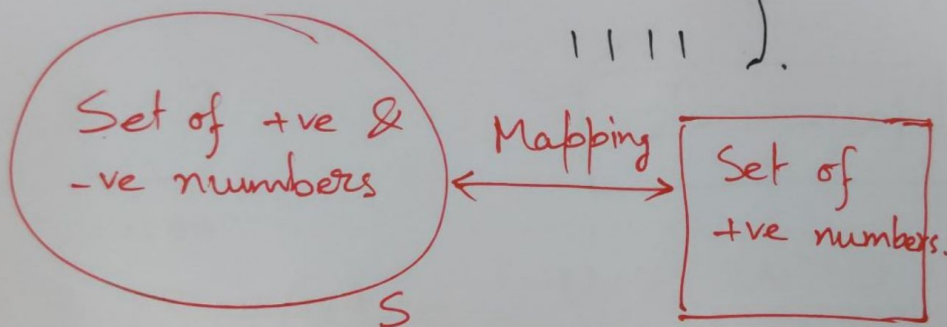 1111 ).
Set of +ve &
-ve numbers
Mapping
Set of
+ve numbers.
S